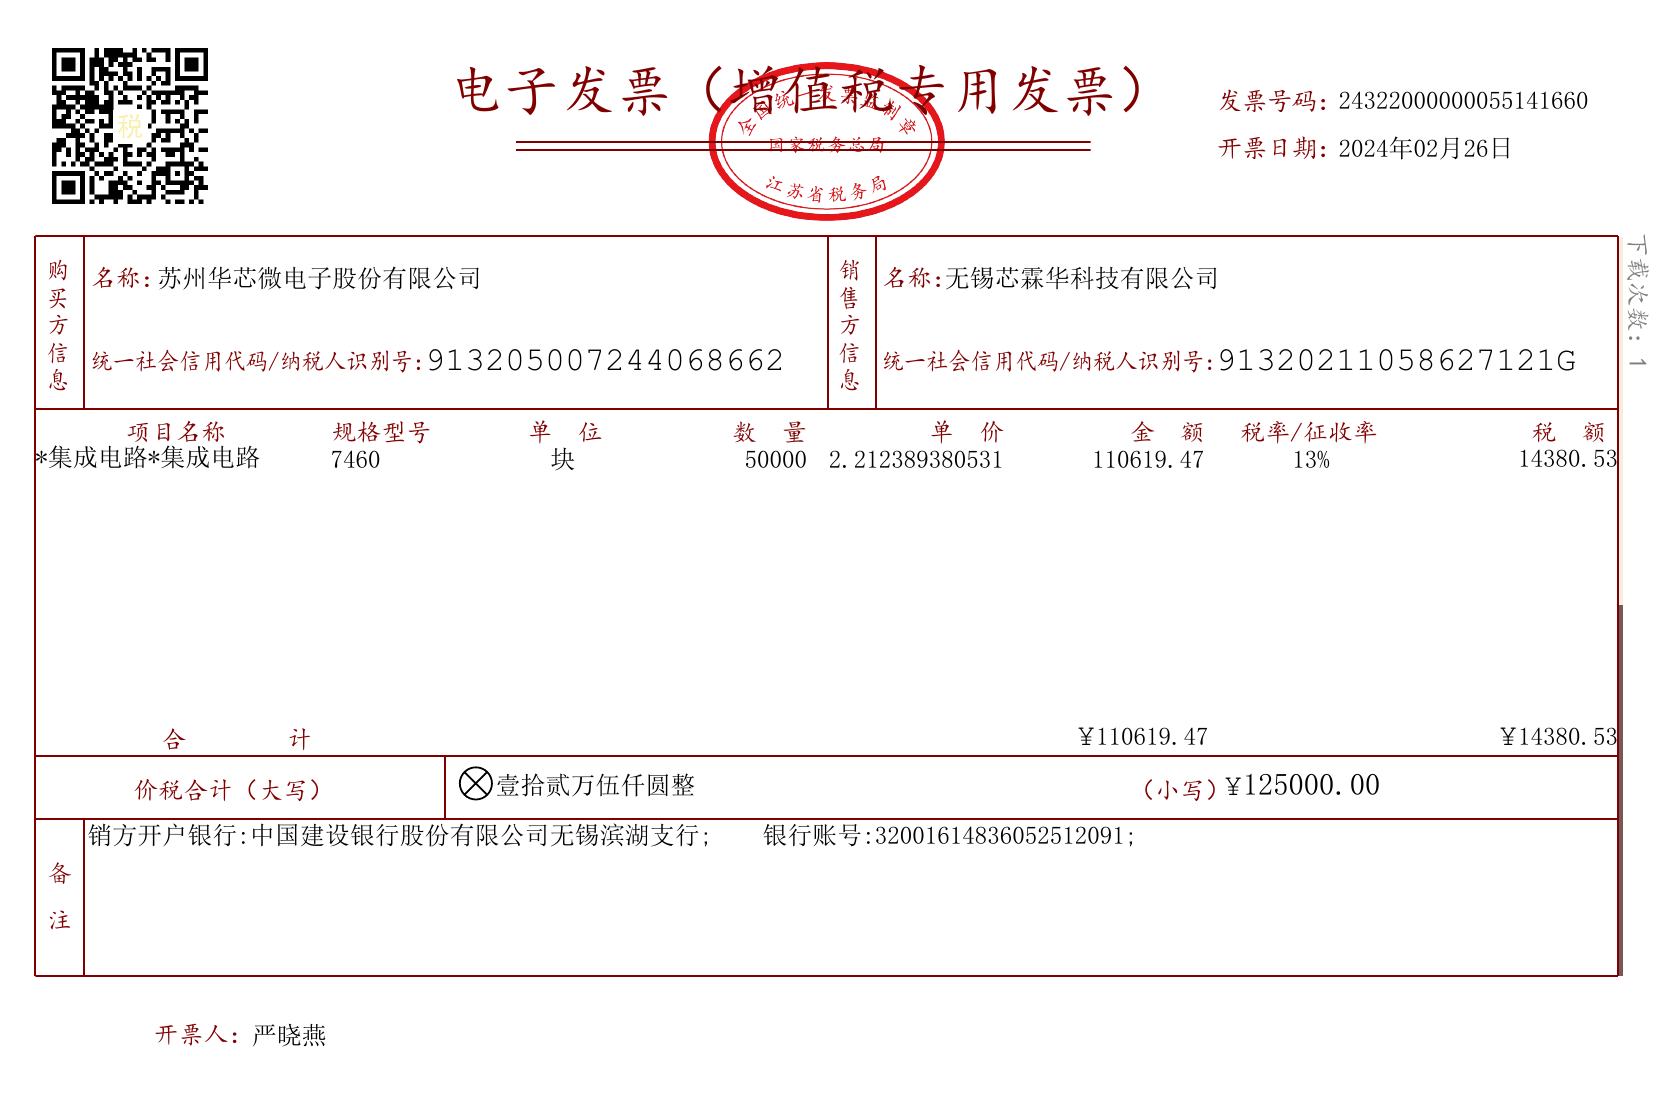 电子发票（增值税专用发票）
全国统一发票监制章
国家税务总局
江苏省税务局
税
发票号码：24322000000055141660
开票日期：2024年02月26日
下载次数：1
购买方信息
名称：苏州华芯微电子股份有限公司
统一社会信用代码/纳税人识别号：913205007244068662
销售方信息
名称：无锡芯霖华科技有限公司
统一社会信用代码/纳税人识别号：91320211058627121G
项目名称 规格型号 单 位 数 量 单 价 金 额 税率/征收率 税 额
*集成电路*集成电路 7460 块 50000 2.212389380531 110619.47 13% 14380.53
合 计 ¥110619.47 ¥14380.53
价税合计（大写） ⊗壹拾贰万伍仟圆整 （小写）¥125000.00
备注
销方开户银行:中国建设银行股份有限公司无锡滨湖支行; 银行账号:32001614836052512091;
开票人：严晓燕